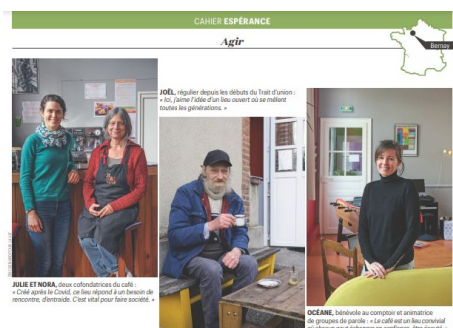 CAHIER ESPÉRANCE
Agir
Bernay
JOËL, régulier depuis les débuts du Trait d'union :
« Ici, j'aime l'idée d'un lieu ouvert où se mêlent
toutes les générations. »
JULIE ET NORA, deux cofondatrices du café :
« Créé après le Covid, ce lieu répond à un besoin de
rencontre, d'entraide. C'est vital pour faire société. »
OCÉANE, bénévole au comptoir et animatrice
de groupes de parole : « Le café est un lieu convivial